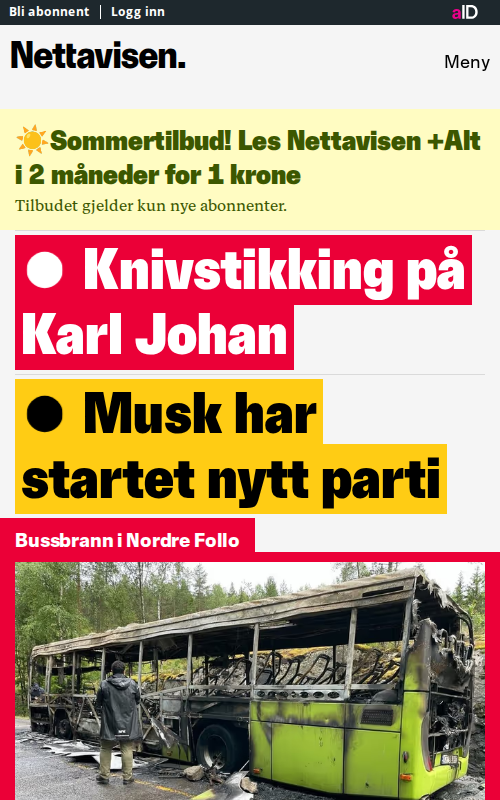 Bli abonnent | Logg inn
aID
Nettavisen.
Meny
☀️Sommertilbud! Les Nettavisen +Alt
i 2 måneder for 1 krone
Tilbudet gjelder kun nye abonnenter.
● Knivstikking på
Karl Johan
● Musk har
startet nytt parti
Bussbrann i Nordre Follo